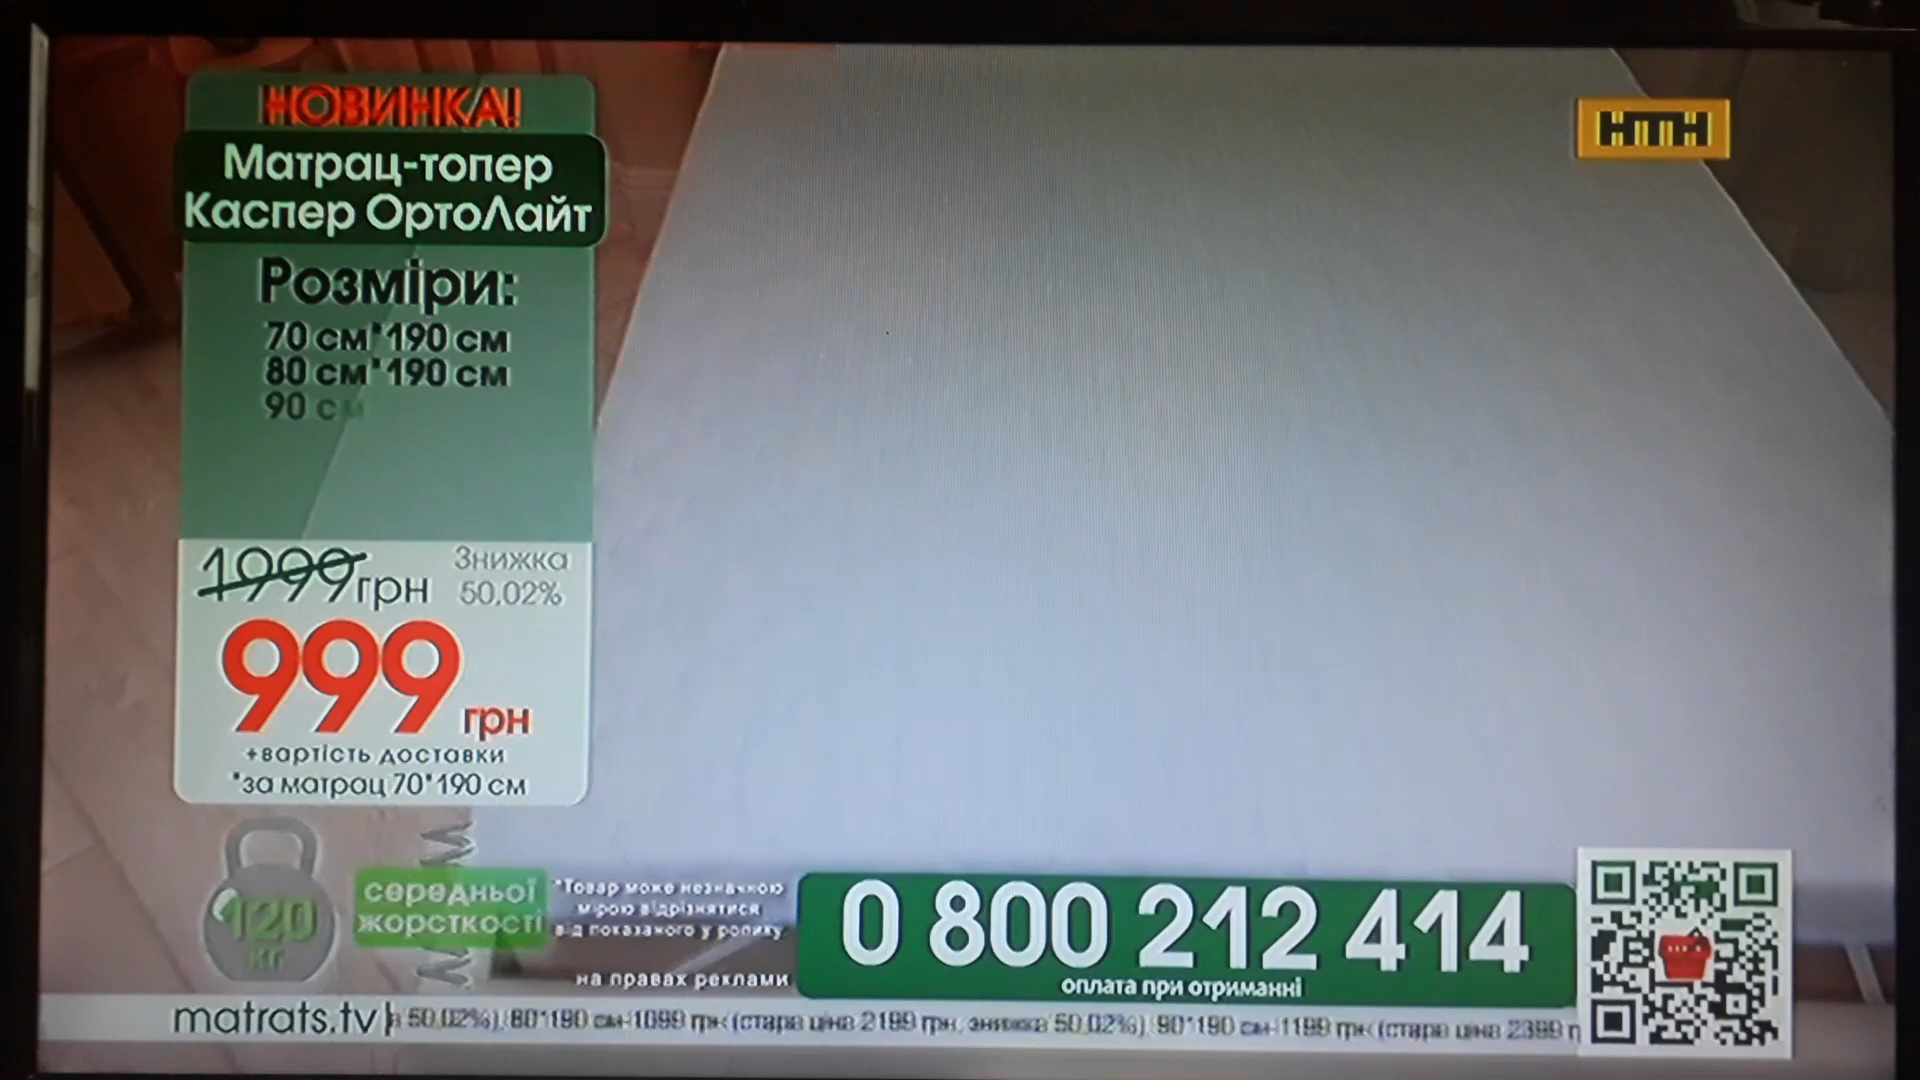 НОВИНКА!
НТН
Матрац-топер
Каспер ОртоЛайт
Розміри:
70 см*190 см
80 см*190 см
90 см
1999грн
Знижка
50,02%
999 грн
+вартість доставки
*за матрац 70*190 см
120
кг
середньої
жорсткості
*Товар може незначною
мірою відрізнятися
від показаного у ролику
на правах реклами
0 800 212 414
оплата при отриманні
matrats.tv
а 50,02%), 80*190 см-1099 грн (стара ціна 2199 грн, знижка 50,02%), 90*190 см-1199 грн (стара ціна 2399 г